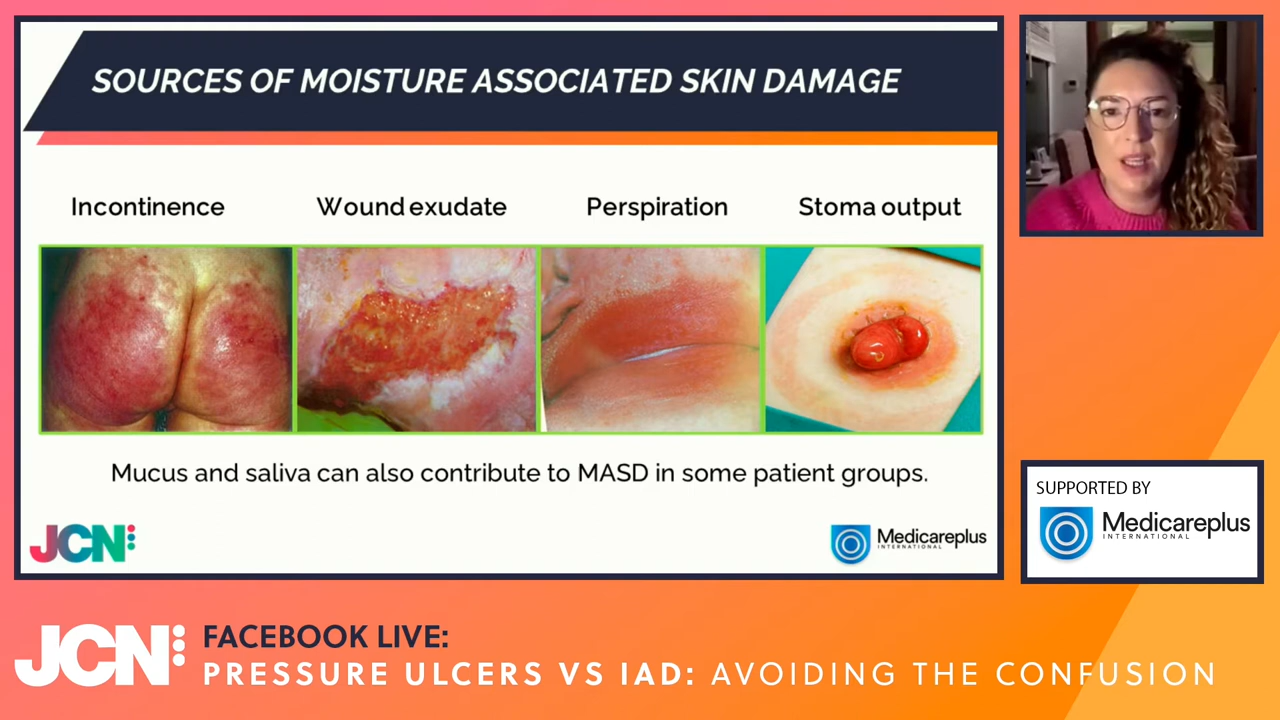 SOURCES OF MOISTURE ASSOCIATED SKIN DAMAGE
Incontinence
Wound exudate
Perspiration
Stoma output
Mucus and saliva can also contribute to MASD in some patient groups.
JCN
Medicareplus
INTERNATIONAL
SUPPORTED BY
Medicareplus
INTERNATIONAL
JCN
FACEBOOK LIVE:
PRESSURE ULCERS VS IAD: AVOIDING THE CONFUSION